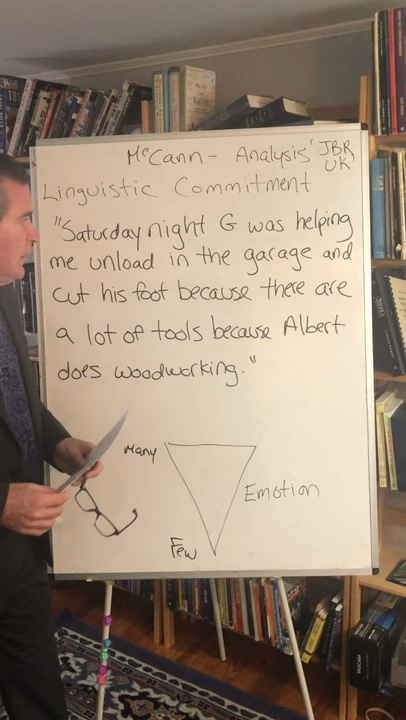 McCann - Analysis' JBR
UK
Linguistic Commitment
"Saturday night G was helping
me unload in the garage and
cut his foot because there are
a lot of tools because Albert
does woodworking."
Many
Emotion
Few